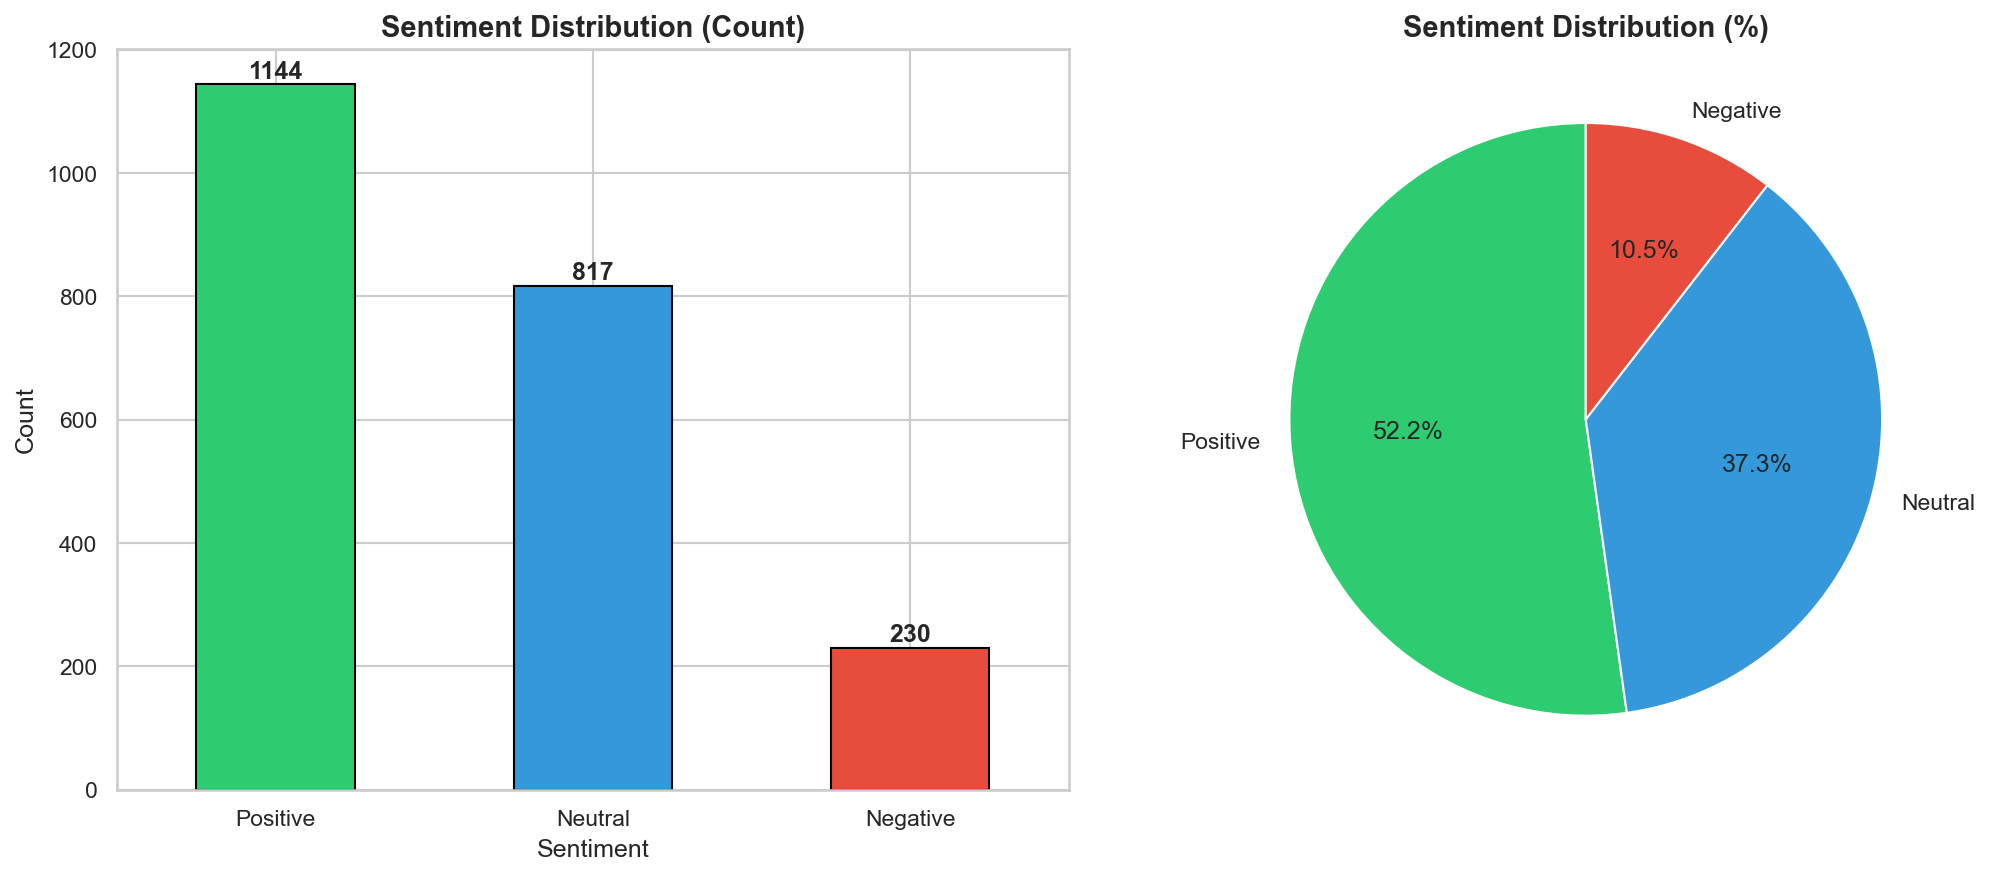 Sentiment Distribution (Count)
1200
1000
800
600
400
200
0
Count
1144
817
230
Positive
Neutral
Negative
Sentiment
Sentiment Distribution (%)
Negative
10.5%
52.2%
Positive
37.3%
Neutral